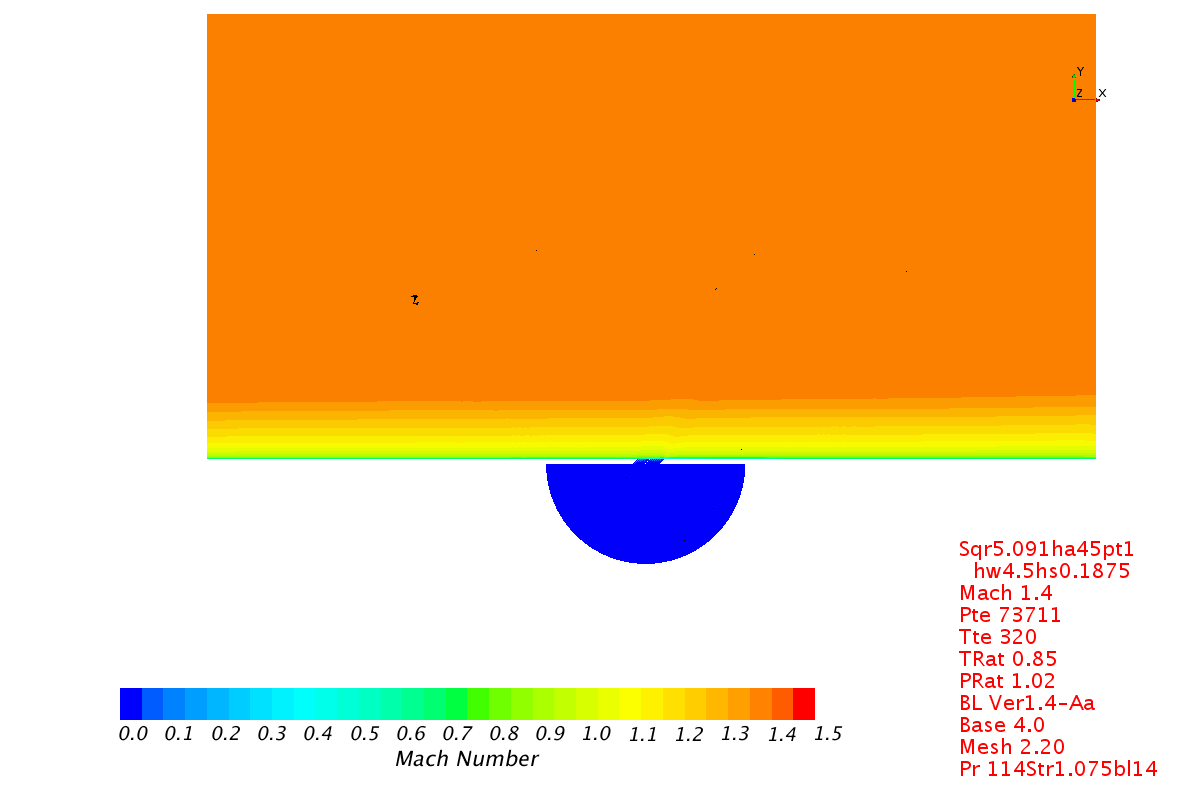 Y
Z X
Sqr5.091ha45pt1
hw4.5hs0.1875
Mach 1.4
Pte 73711
Tte 320
TRat 0.85
PRat 1.02
BL Ver1.4-Aa
Base 4.0
Mesh 2.20
Pr 114Str1.075bl14
0.0 0.1 0.2 0.3 0.4 0.5 0.6 0.7 0.8 0.9 1.0 1.1 1.2 1.3 1.4 1.5
Mach Number